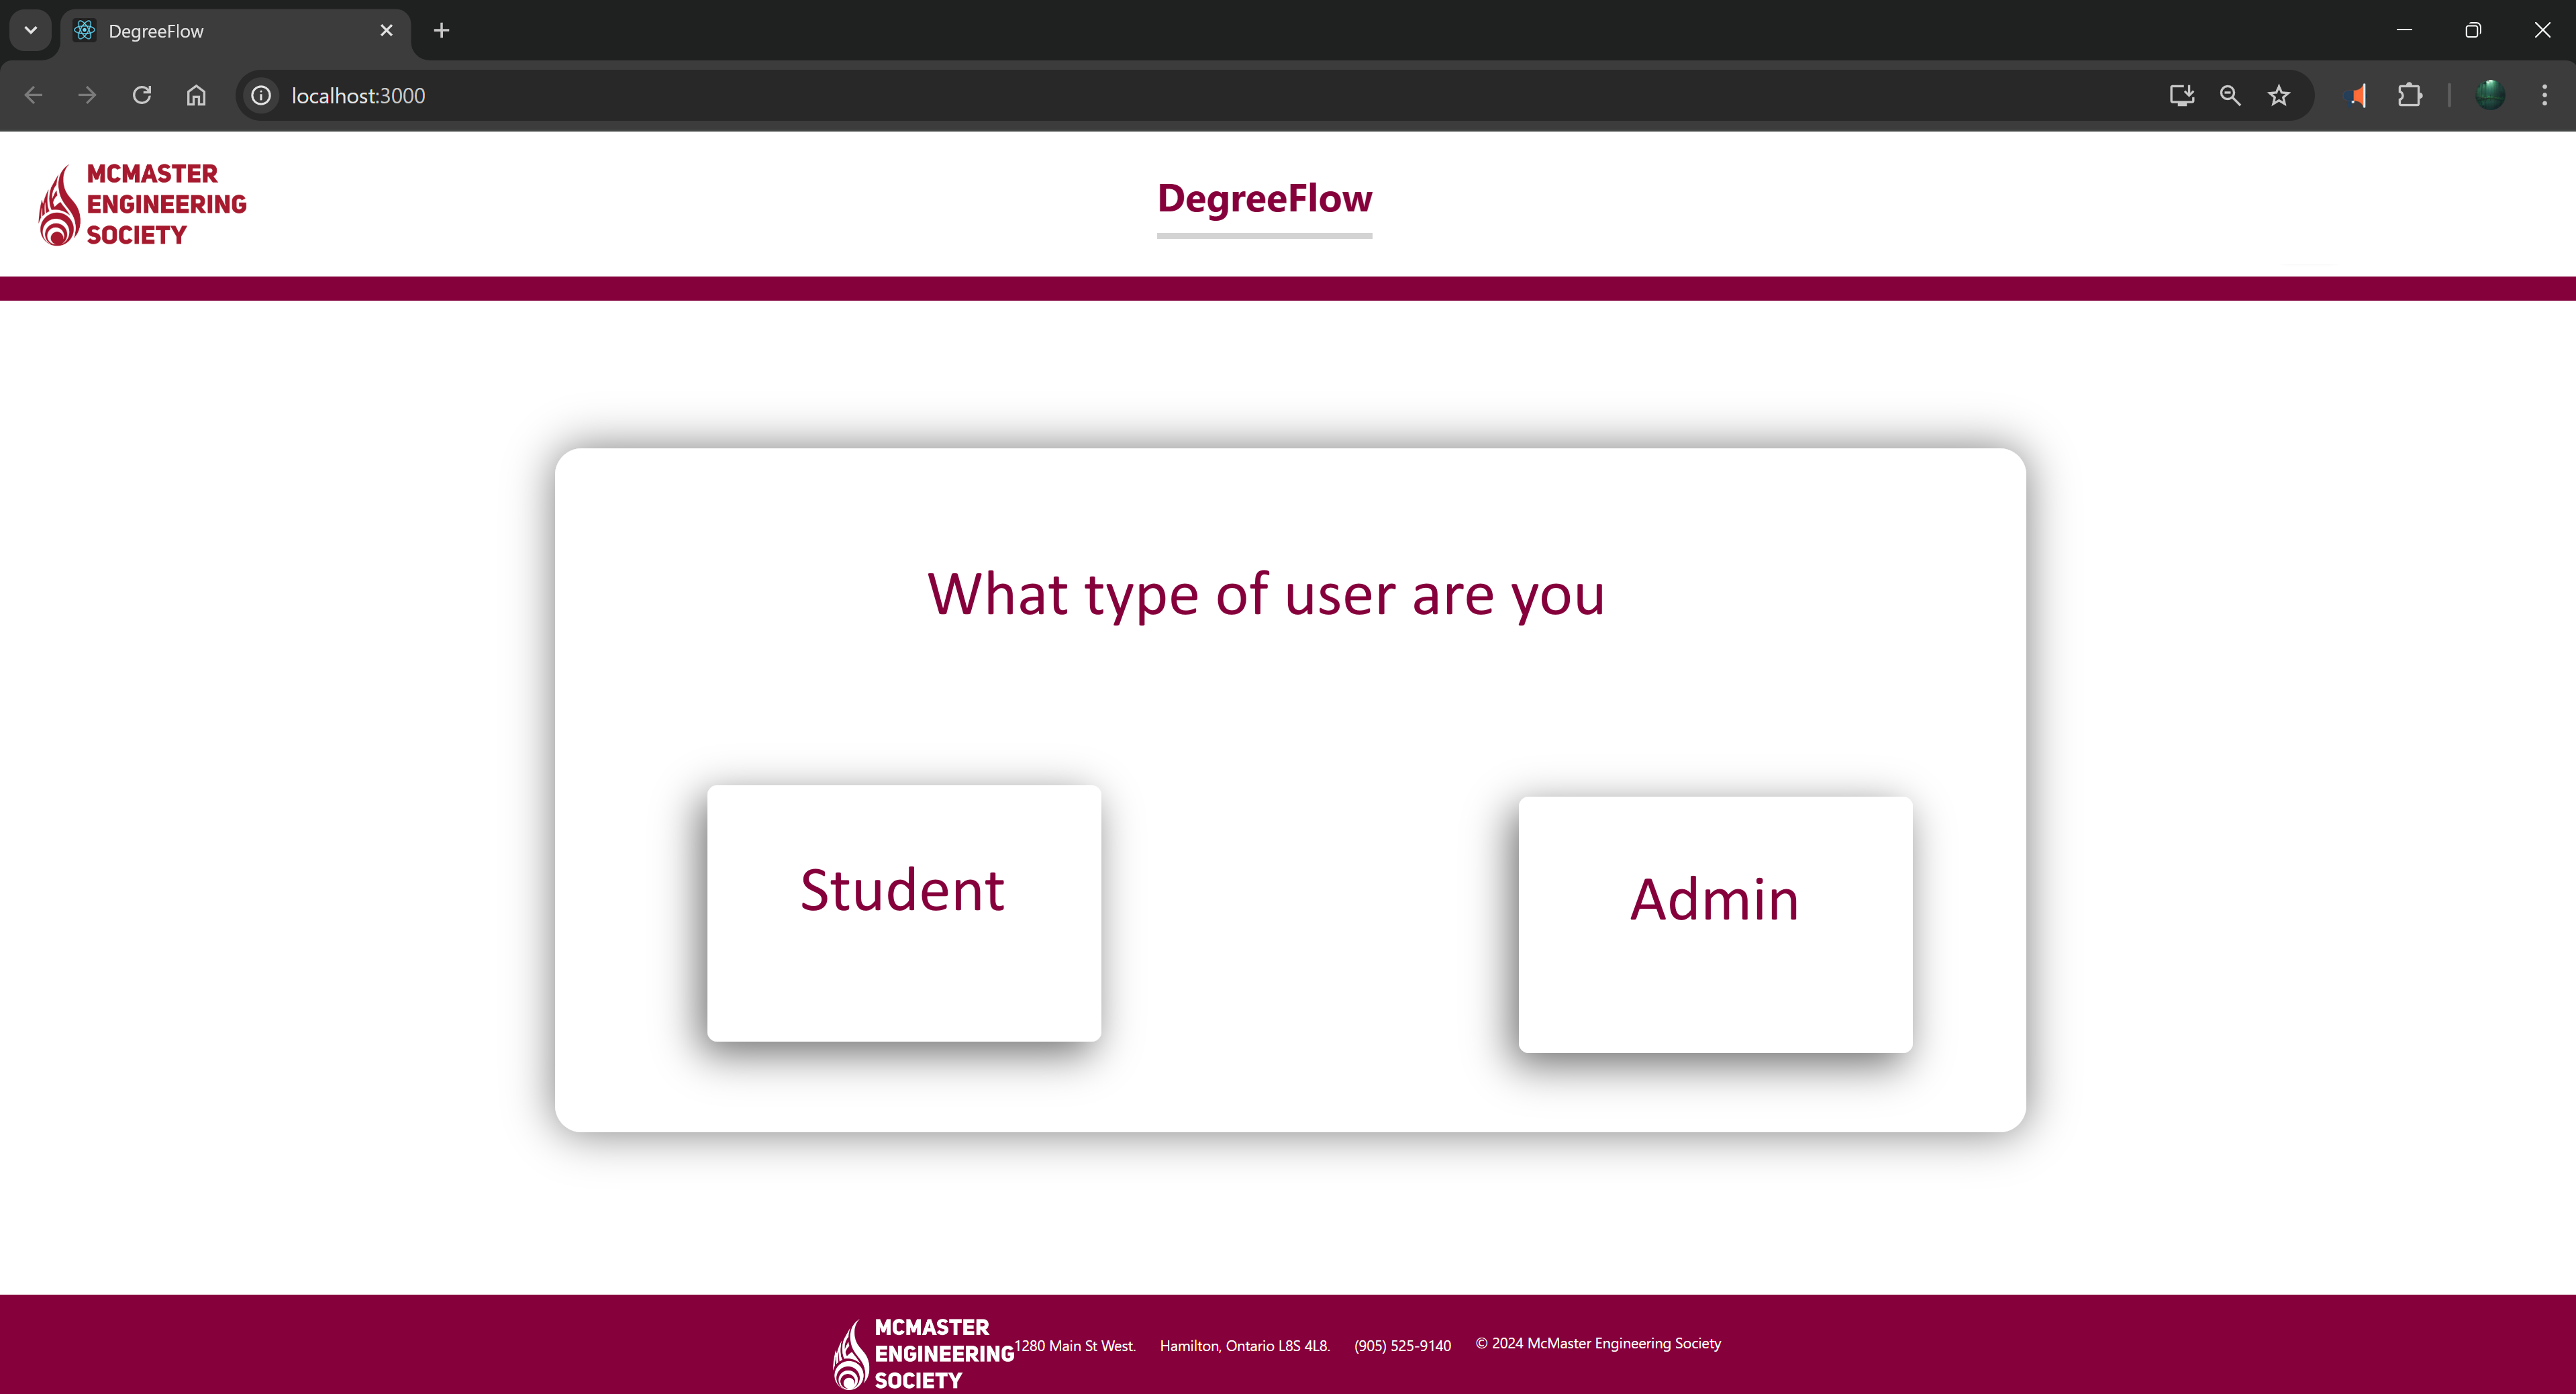 DegreeFlow
localhost:3000
MCMASTER
ENGINEERING
SOCIETY
DegreeFlow
What type of user are you
Student
Admin
MCMASTER
ENGINEERING
SOCIETY
1280 Main St West. Hamilton, Ontario L8S 4L8. (905) 525-9140 © 2024 McMaster Engineering Society